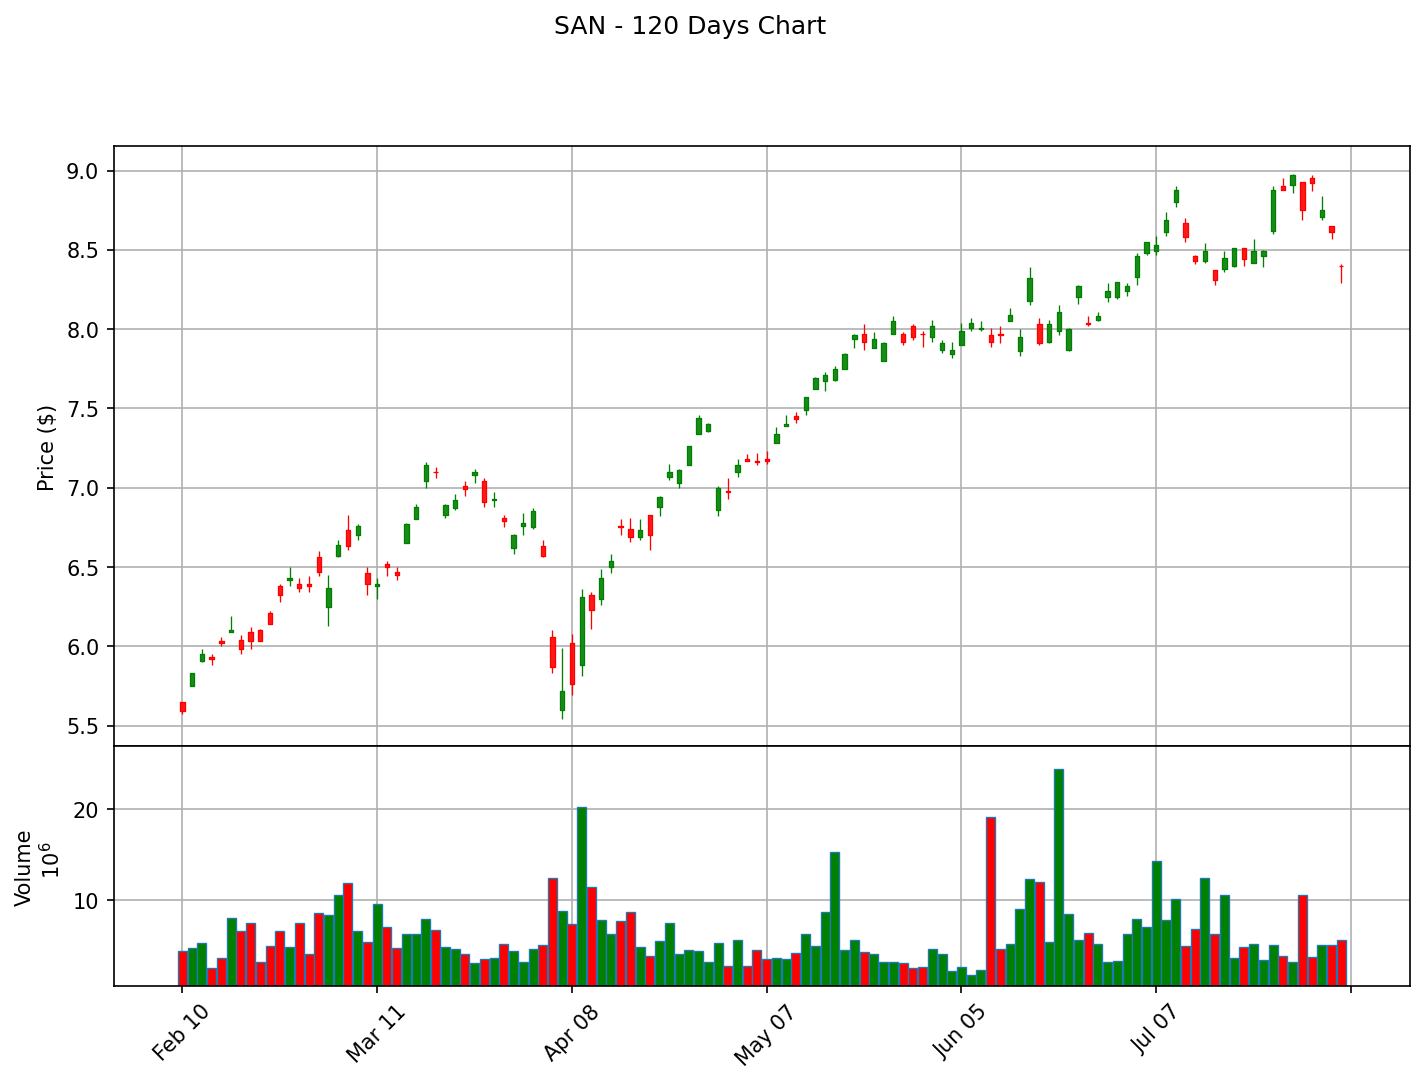 SAN - 120 Days Chart
9.0
8.5
8.0
7.5
7.0
6.5
6.0
5.5
Price ($)
20
10
Volume
10^6
Feb 10
Mar 11
Apr 08
May 07
Jun 05
Jul 07